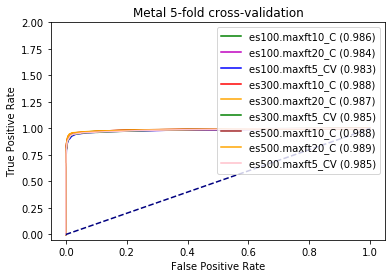 Metal 5-fold cross-validation
2.00
1.75
1.50
1.25
1.00
0.75
0.50
0.25
0.00
True Positive Rate
es100.maxft10_C (0.986)
es100.maxft20_C (0.984)
es100.maxft5_CV (0.983)
es300.maxft10_C (0.988)
es300.maxft20_C (0.987)
es300.maxft5_CV (0.985)
es500.maxft10_C (0.988)
es500.maxft20_C (0.989)
es500.maxft5_CV (0.985)
0.0 0.2 0.4 0.6 0.8 1.0
False Positive Rate